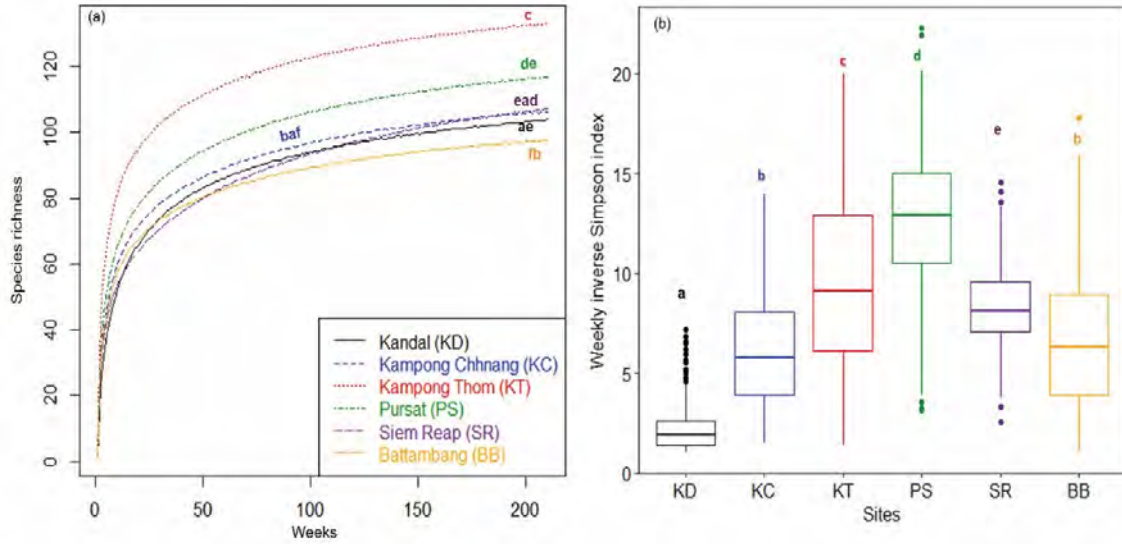 (a)
c
de
ead
baf
ae
fb
Species richness
0
20
40
60
80
100
120
Kandal (KD)
Kampong Chhnang (KC)
Kampong Thom (KT)
Pursat (PS)
Siem Reap (SR)
Battambang (BB)
0
50
100
150
200
Weeks
(b)
a
b
c
d
e
b
Weekly inverse Simpson index
0
5
10
15
20
KD
KC
KT
PS
SR
BB
Sites